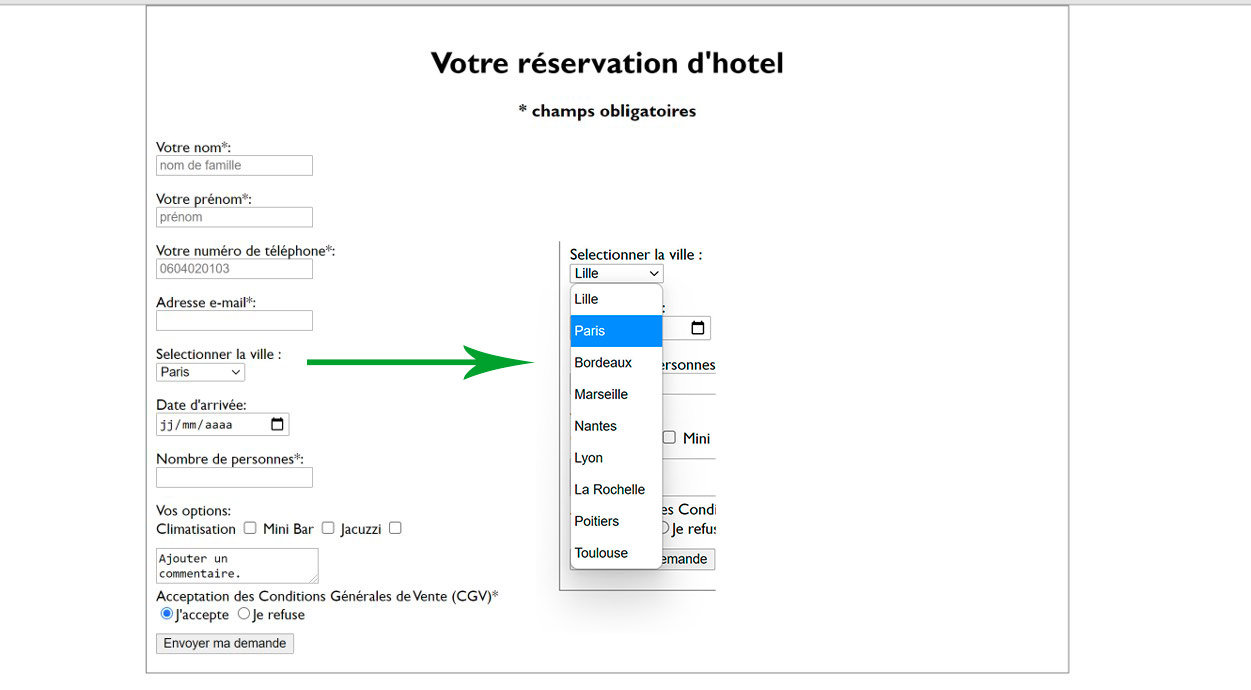 Votre réservation d'hotel
* champs obligatoires
Votre nom*:
nom de famille
Votre prénom*:
prénom
Votre numéro de téléphone*:
0604020103
Adresse e-mail*:
Selectionner la ville :
Paris
Date d'arrivée:
jj/mm/aaaa
Nombre de personnes*:
Vos options:
Climatisation Mini Bar Jacuzzi
Ajouter un
commentaire.
Acceptation des Conditions Générales de Vente (CGV)*
J'accepte Je refuse
Envoyer ma demande
Selectionner la ville :
Lille
Lille
:
Paris
Bordeaux ersonnes
Marseille
Nantes
Mini
Lyon
La Rochelle
es Condi
Poitiers
Je refus
Toulouse emande